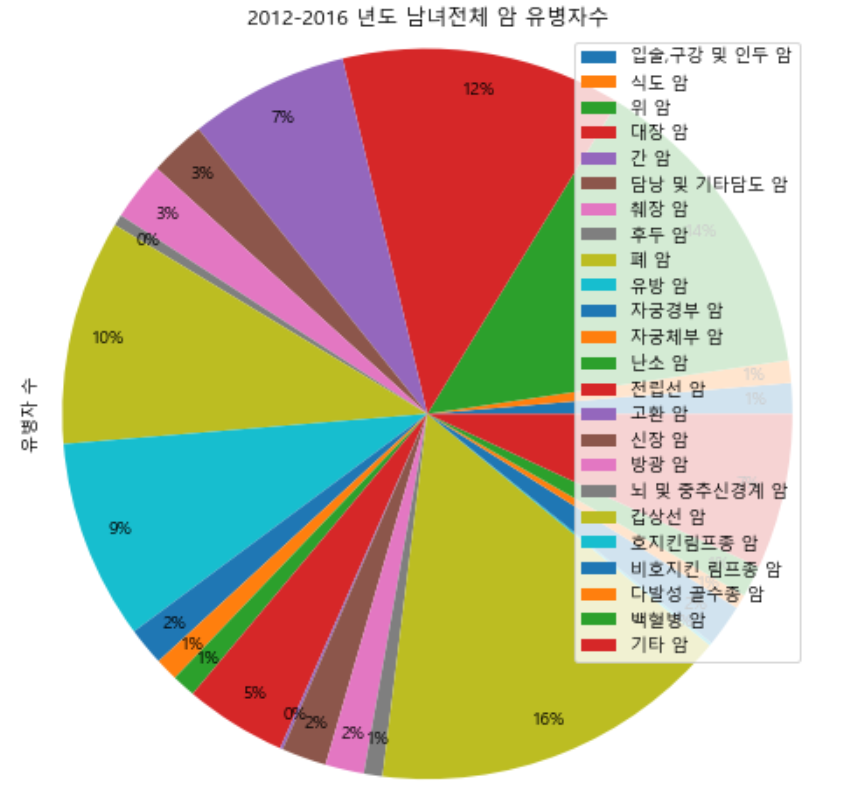 2012-2016 년도 남녀전체 암 유병자수
유병자 수
입술,구강 및 인두 암
식도 암
위 암
대장 암
간 암
담낭 및 기타담도 암
췌장 암
후두 암
폐 암
유방 암
자궁경부 암
자궁체부 암
난소 암
전립선 암
고환 암
신장 암
방광 암
뇌 및 중추신경계 암
갑상선 암
호지킨림프종 암
비호지킨 림프종 암
다발성 골수종 암
백혈병 암
기타 암
1%
1%
14%
12%
7%
3%
3%
0%
10%
9%
2%
1%
1%
5%
0%
2%
2%
1%
16%